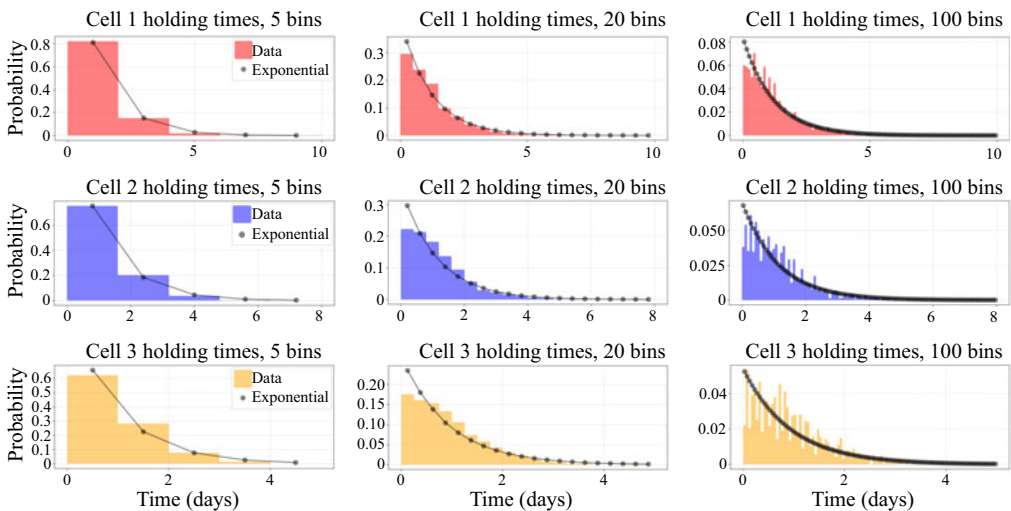 Cell 1 holding times, 5 bins
Cell 1 holding times, 20 bins
Cell 1 holding times, 100 bins
Probability
0.8
0.6
0.4
0.2
0
Data
Exponential
0 5 10
0.3
0.2
0.1
0
0 5 10
0.08
0.06
0.04
0.02
0
0 5 10
Cell 2 holding times, 5 bins
Cell 2 holding times, 20 bins
Cell 2 holding times, 100 bins
Probability
0.6
0.4
0.2
0
Data
Exponential
0 2 4 6 8
0.3
0.2
0.1
0
0 2 4 6 8
0.050
0.025
0
0 2 4 6 8
Cell 3 holding times, 5 bins
Cell 3 holding times, 20 bins
Cell 3 holding times, 100 bins
Probability
0.6
0.5
0.4
0.3
0.2
0.1
0
Data
Exponential
0 2 4
Time (days)
0.20
0.15
0.10
0.05
0
0 2 4
Time (days)
0.04
0.02
0
0 2 4
Time (days)